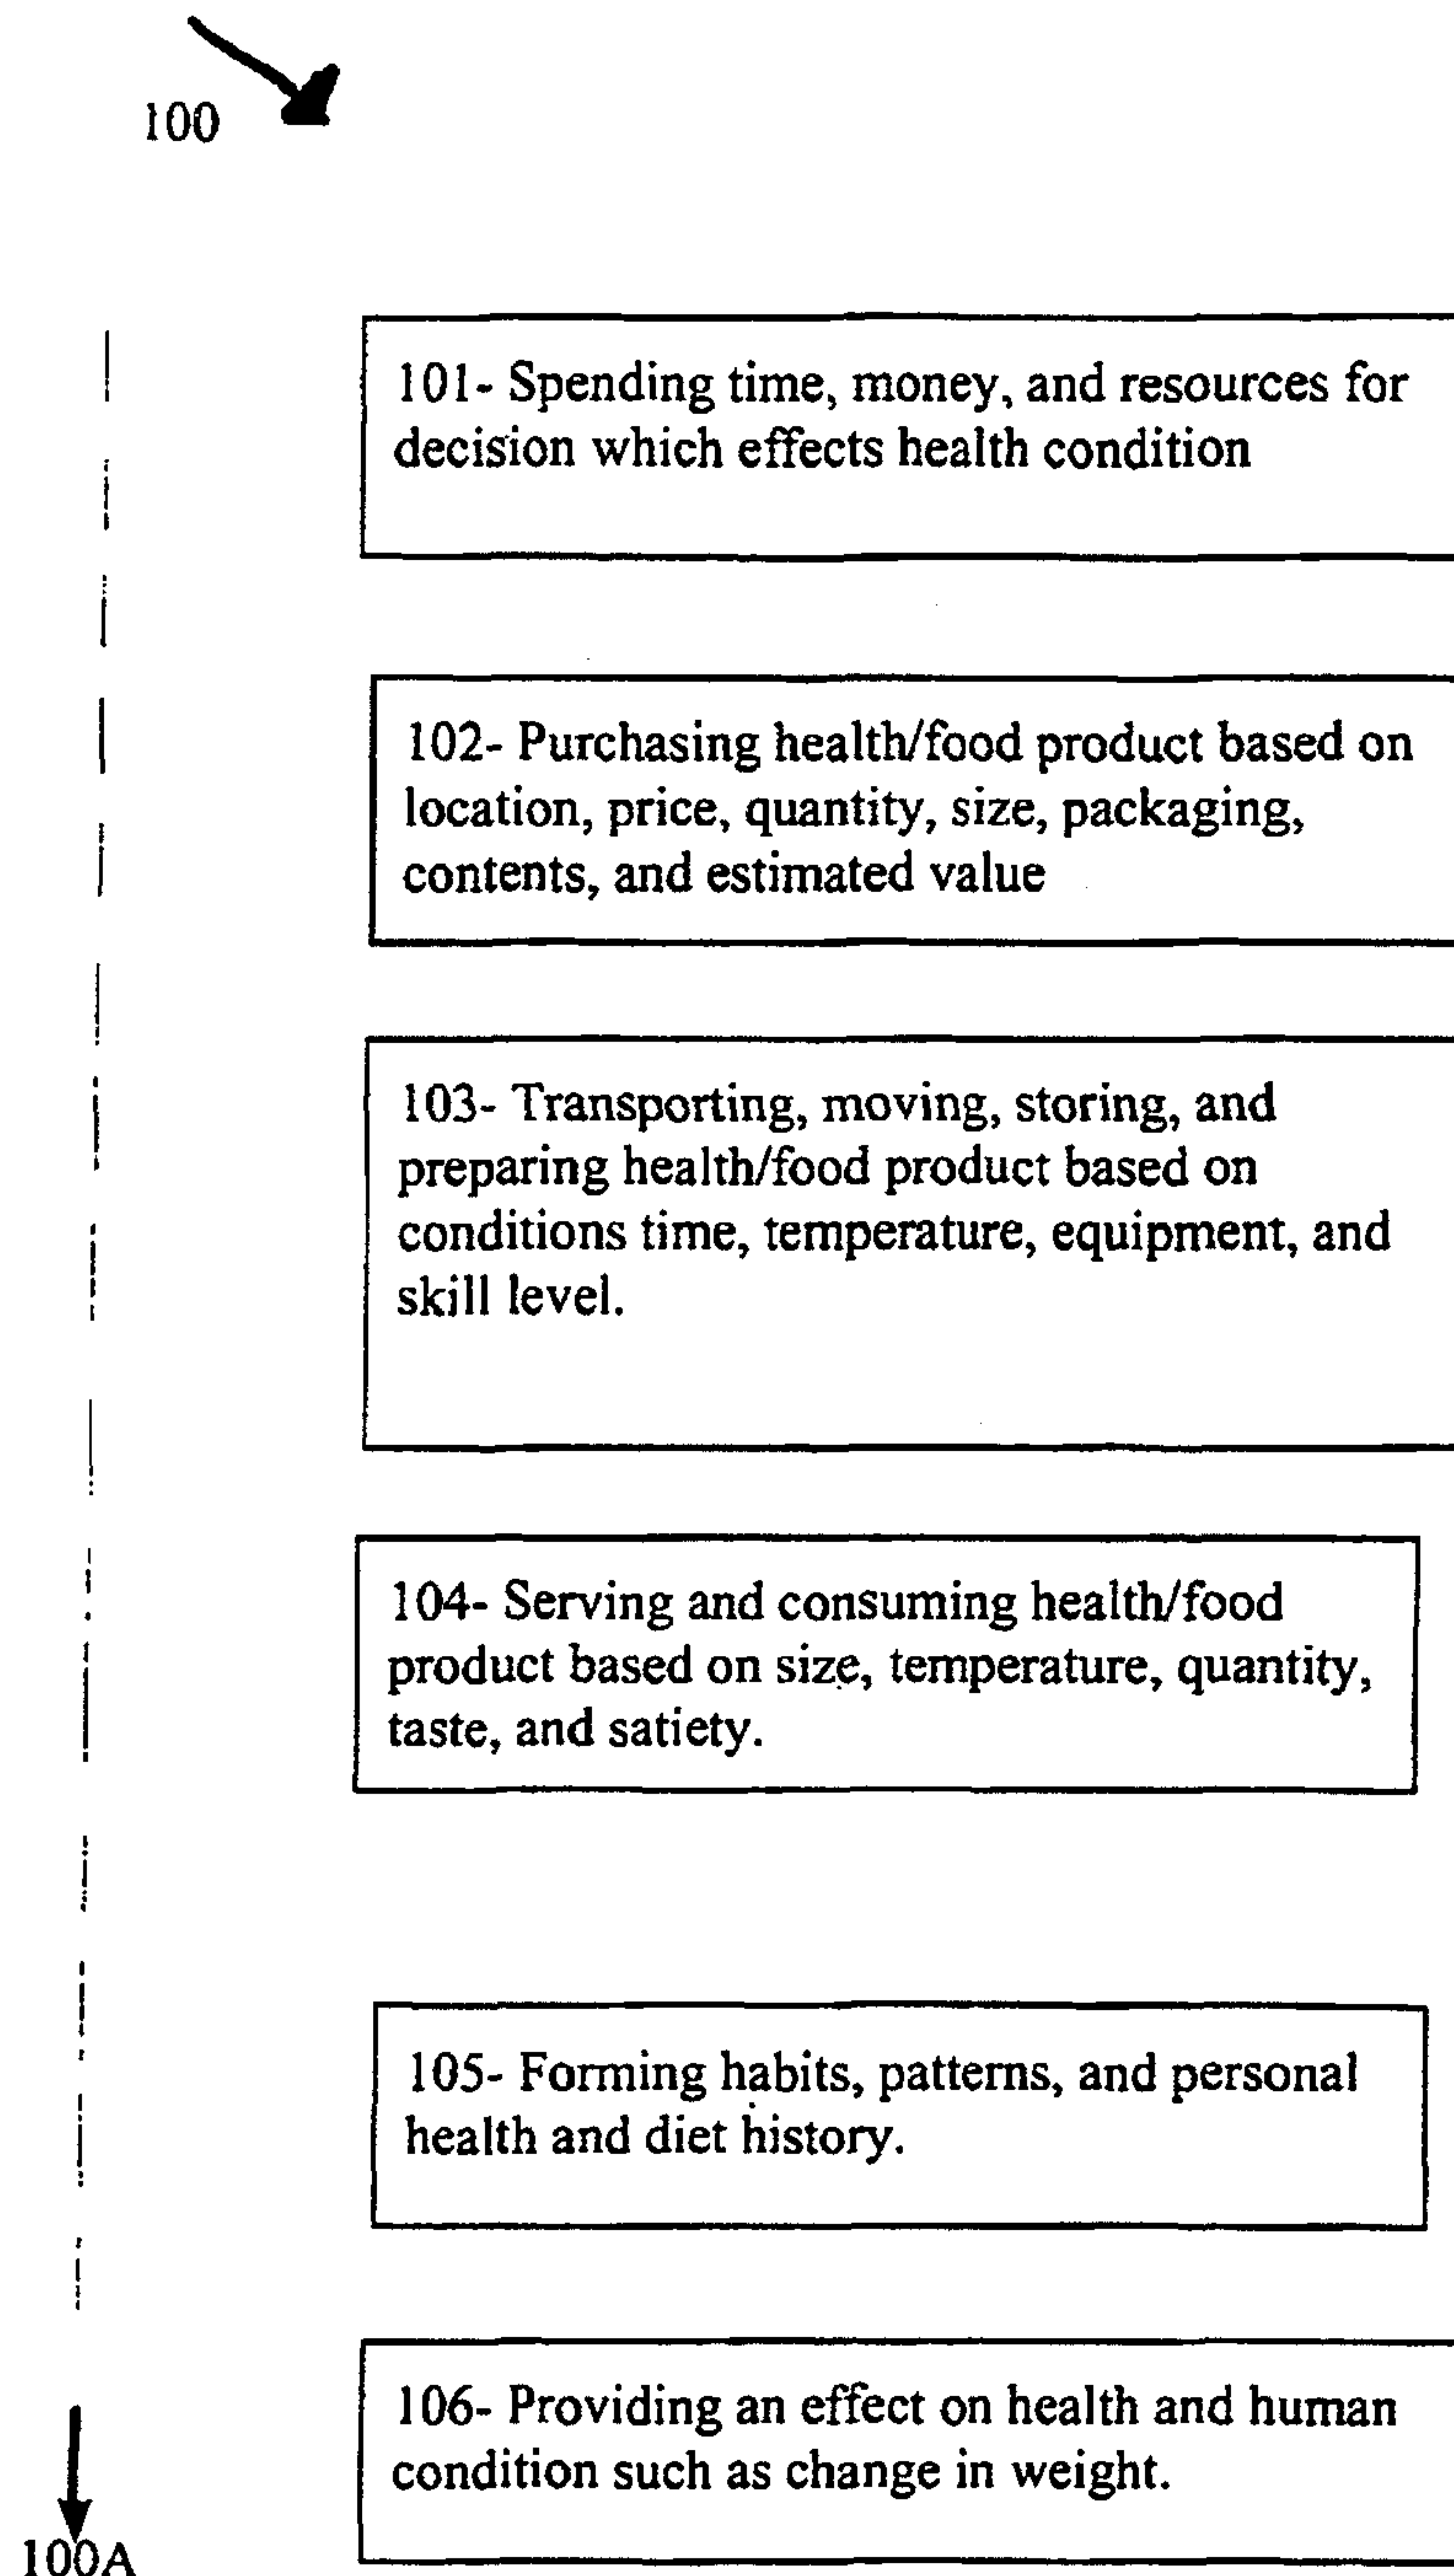 100
101- Spending time, money, and resources for
decision which effects health condition
102- Purchasing health/food product based on
location, price, quantity, size, packaging,
contents, and estimated value
103- Transporting, moving, storing, and
preparing health/food product based on
conditions time, temperature, equipment, and
skill level.
104- Serving and consuming health/food
product based on size, temperature, quantity,
taste, and satiety.
105- Forming habits, patterns, and personal
health and diet history.
106- Providing an effect on health and human
condition such as change in weight.
100A